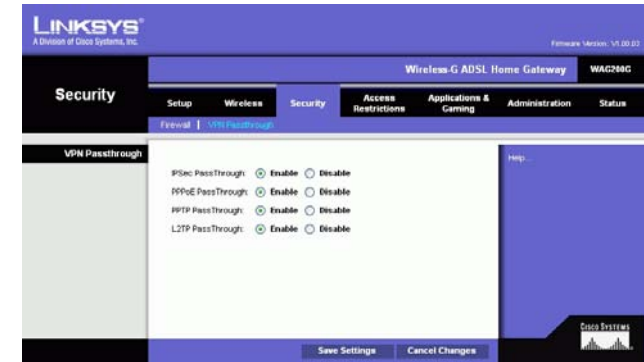 LINKSYS®
A Division of Cisco Systems, Inc.
Firmware Version: V1.00.03
Wireless-G ADSL Home Gateway WAG200G
Security
Setup Wireless Security Access Restrictions Applications & Gaming Administration Status
Firewall | VPN Passthrough
VPN Passthrough
Help...
IPSec PassThrough: Enable Disable
PPPoE PassThrough: Enable Disable
PPTP PassThrough: Enable Disable
L2TP PassThrough: Enable Disable
CISCO SYSTEMS
Save Settings Cancel Changes